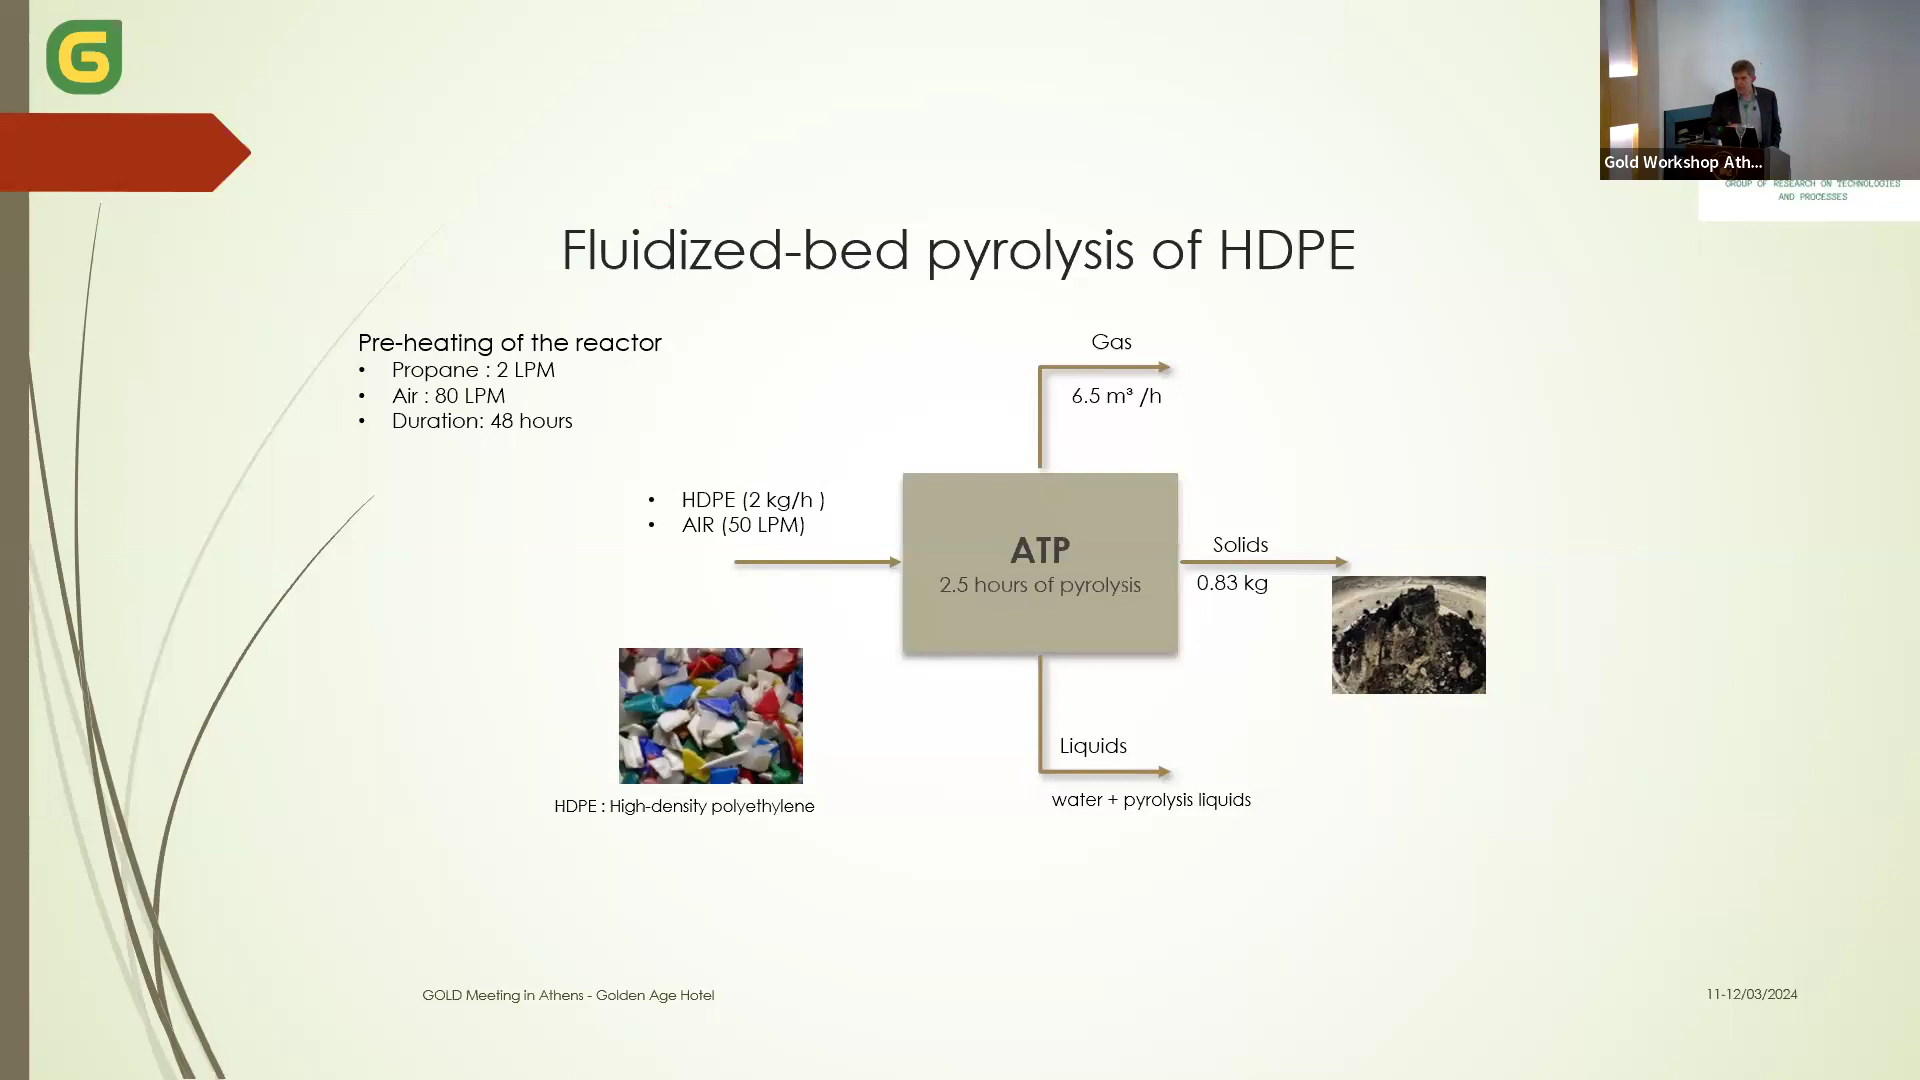 G
Gold Workshop Ath...
GROUP OF RESEARCH ON TECHNOLOGIES
AND PROCESSES
Fluidized-bed pyrolysis of HDPE
Pre-heating of the reactor
• Propane : 2 LPM
• Air : 80 LPM
• Duration: 48 hours
Gas
6.5 m³ /h
• HDPE (2 kg/h )
• AIR (50 LPM)
ATP
2.5 hours of pyrolysis
Solids
0.83 kg
Liquids
water + pyrolysis liquids
HDPE : High-density polyethylene
GOLD Meeting in Athens - Golden Age Hotel
11-12/03/2024